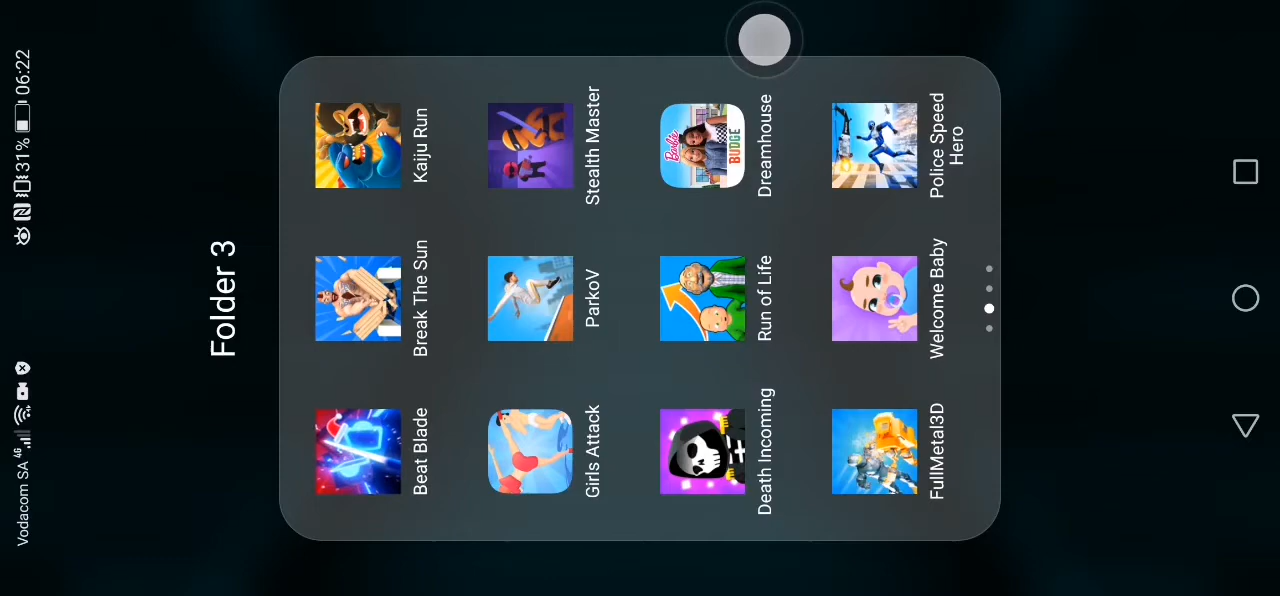 Vodacom SA 4G
31% 06:22
Folder 3
Beat Blade
Break The Sun
Kaiju Run
Girls Attack
ParkoV
Stealth Master
Death Incoming
Run of Life
Barbie
BUDGE
Dreamhouse
FullMetal3D
Welcome Baby
Police Speed
Hero